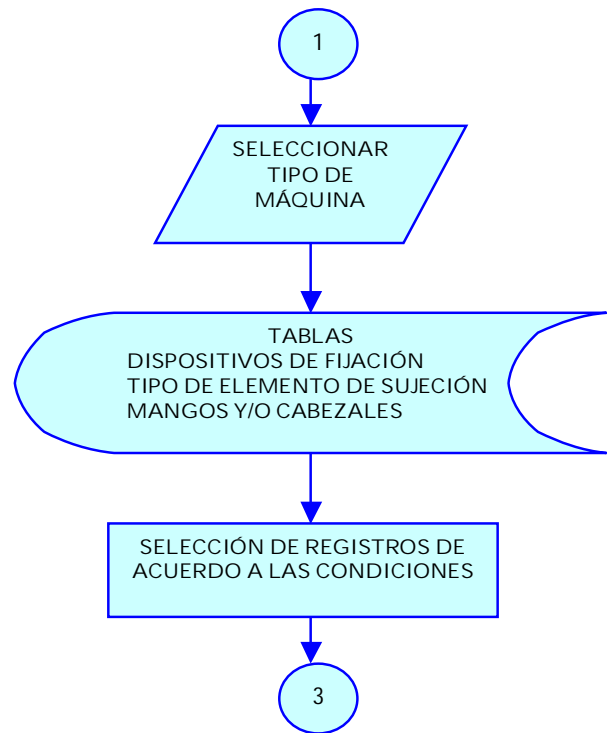 1
SELECCIONAR
TIPO DE
MÁQUINA
TABLAS
DISPOSITIVOS DE FIJACIÓN
TIPO DE ELEMENTO DE SUJECIÓN
MANGOS Y/O CABEZALES
SELECCIÓN DE REGISTROS DE
ACUERDO A LAS CONDICIONES
3